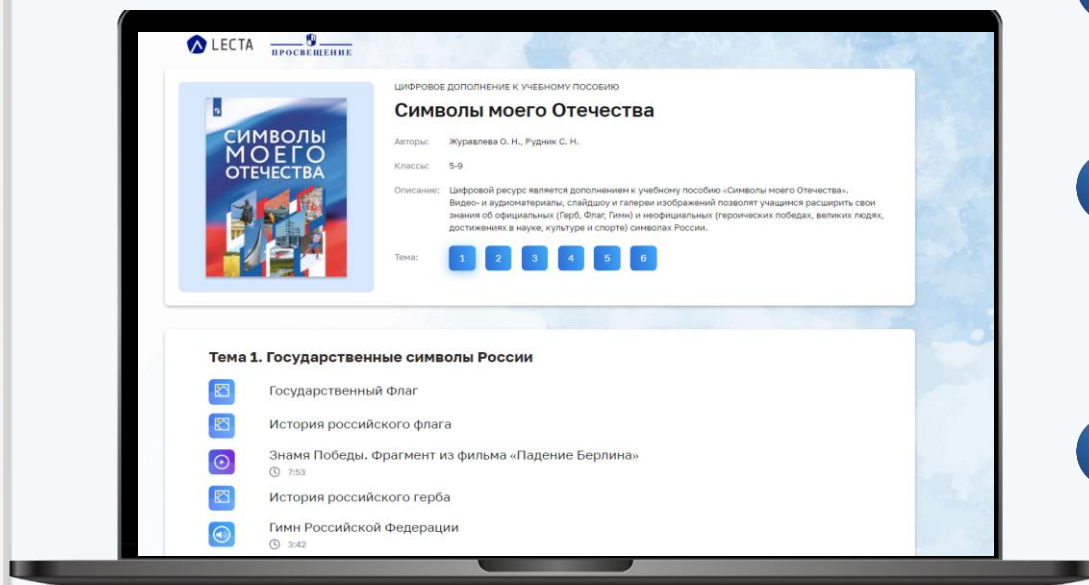 LECTA
ПРОСВЕЩЕНИЕ
ЦИФРОВОЕ ДОПОЛНЕНИЕ К УЧЕБНОМУ ПОСОБИЮ
Символы моего Отечества
Авторы: Журавлева О. Н., Рудник С. Н.
Классы: 5-9
Описание: Цифровой ресурс является дополнением к учебному пособию «Символы моего Отечества».
Видео- и аудиоматериалы, слайдшоу и галереи изображений позволят учащимся расширить свои
знания об официальных (Герб, Флаг, Гимн) и неофициальных (героических победах, великих людях,
достижениях в науке, культуре и спорте) символах России.
Тема: 1 2 3 4 5 6
СИМВОЛЫ
МОЕГО
ОТЕЧЕСТВА
Тема 1. Государственные символы России
Государственный Флаг
История российского флага
Знамя Победы. Фрагмент из фильма «Падение Берлина»
7:53
История российского герба
Гимн Российской Федерации
3:42